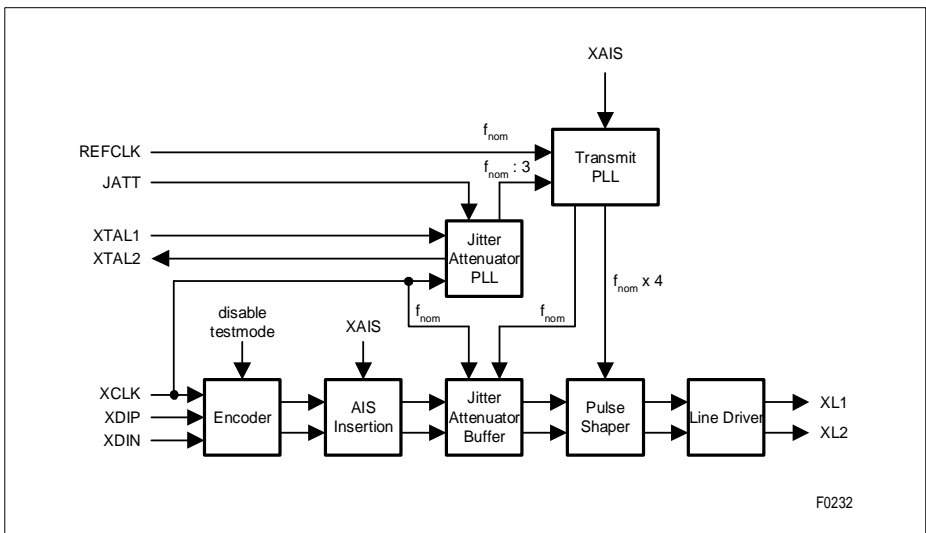 XAIS
f nom
REFCLK
Transmit
PLL
f nom : 3
JATT
XTAL1
XTAL2
Jitter
Attenuator
PLL
f nom x 4
disable
testmode
XAIS
f nom
f nom
XCLK
XDIP
XDIN
Encoder
AIS
Insertion
Jitter
Attenuator
Buffer
Pulse
Shaper
Line Driver
XL1
XL2
F0232